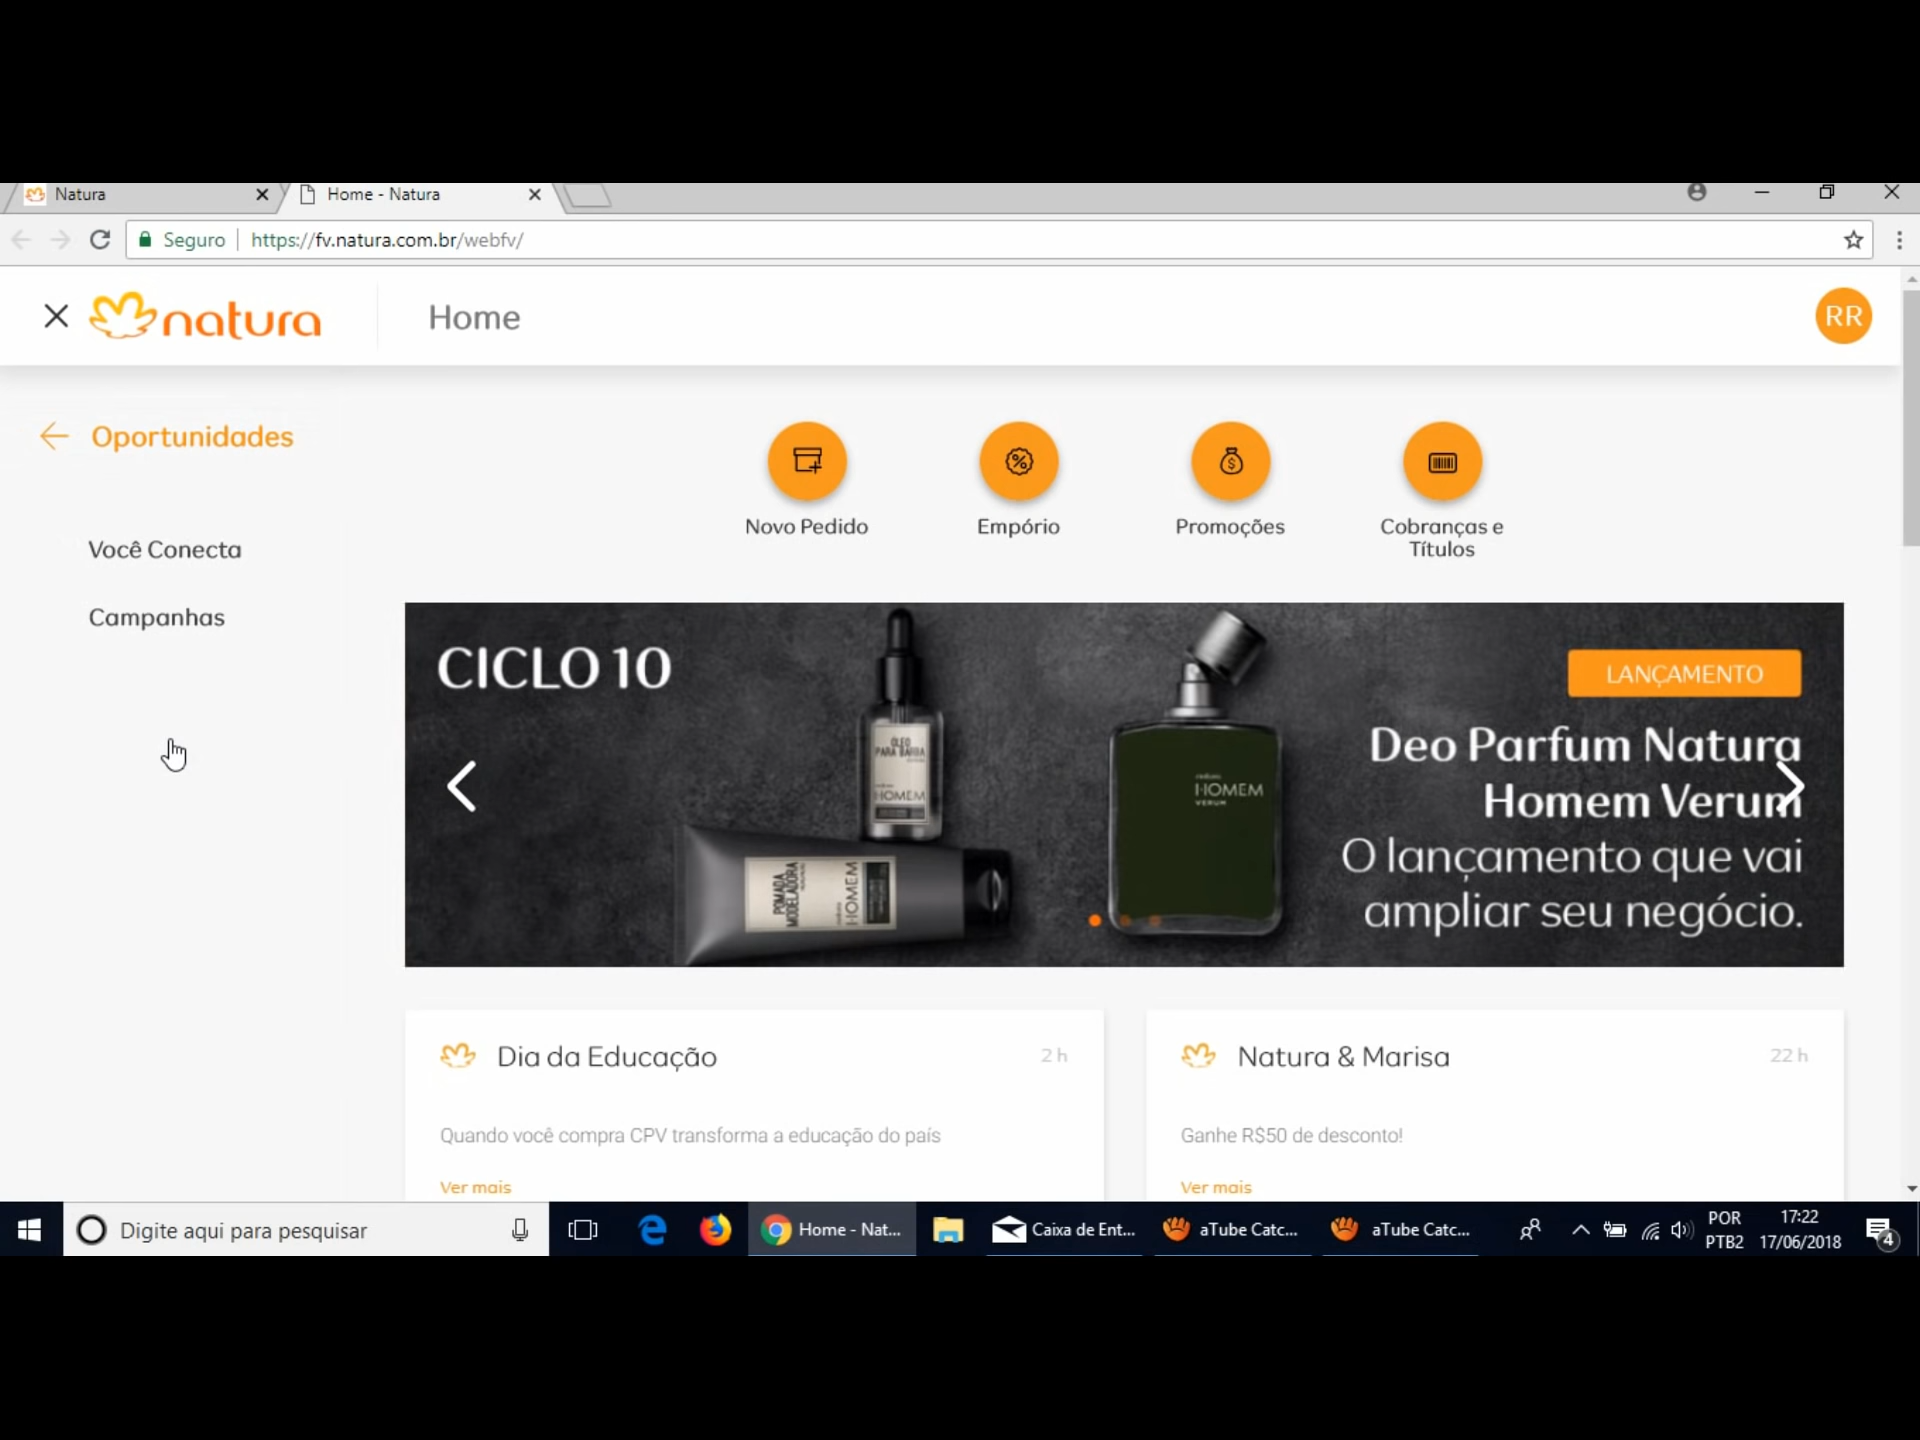 Natura
Home - Natura
Seguro
https://fv.natura.com.br/webfv/
natura
Home
RR
Oportunidades
Você Conecta
Campanhas
Novo Pedido
Empório
Promoções
Cobranças e
Títulos
CICLO 10
LANÇAMENTO
Deo Parfum Natura
Homem Verum
O lançamento que vai
ampliar seu negócio.
ÓLEO
PARA BARBA
HOMEM
POMADA
MODELADORA
HOMEM
HOMEM
VERUM
Dia da Educação
2 h
Quando você compra CPV transforma a educação do país
Ver mais
Natura & Marisa
22 h
Ganhe R$50 de desconto!
Ver mais
Digite aqui para pesquisar
Home - Nat...
Caixa de Ent...
aTube Catc...
aTube Catc...
POR
PTB2
17:22
17/06/2018
4